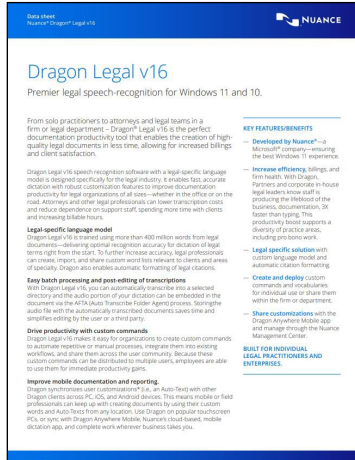 Data sheet
Nuance® Dragon® Legal v16
NUANCE
Dragon Legal v16
Premier legal speech-recognition for Windows 11 and 10.
From solo practitioners to attorneys and legal teams in a
firm or legal department – Dragon® Legal v16 is the perfect
documentation productivity tool that enables the creation of high-
quality legal documents in less time, allowing for increased billings
and client satisfaction.
Dragon Legal v16 speech recognition software with a legal-specific language
model is designed specifically for the legal industry. It enables fast, accurate
dictation with robust customization features to improve documentation
productivity for legal organizations of all sizes—whether in the office or on the
road. Attorneys and other legal professionals can lower transcription costs
and reduce dependence on support staff, spending more time with clients
and increasing billable hours.
Legal-specific language model
Dragon Legal v16 is trained using more than 400 million words from legal
documents—delivering optimal recognition accuracy for dictation of legal
terms right from the start. To further increase accuracy, legal professionals
can create, import, and share custom word lists relevant to clients and areas
of specialty. Dragon also enables automatic formatting of legal citations.
Easy batch processing and post-editing of transcriptions
With Dragon Legal v16, you can automatically transcribe into a selected
directory and the audio portion of your dictation can be embedded in the
document via the AFTA (Auto Transcribe Folder Agent) process. Storingthe
audio file with the automatically transcribed documents saves time and
simplifies editing by the user or a third party.
Drive productivity with custom commands
Dragon Legal v16 makes it easy for organizations to create custom commands
to automate repetitive or manual processes, integrate them into existing
workflows, and share them across the user community. Because these
custom commands can be distributed to multiple users, employees are able
to use them for immediate productivity gains.
Improve mobile documentation and reporting.
Dragon synchronizes user customizations* (i.e., an Auto-Text) with other
Dragon clients across PC, iOS, and Android devices. This means mobile or field
professionals can keep up with creating documents by using their custom
words and Auto-Texts from any location. Use Dragon on popular touchscreen
PCs, or sync with Dragon Anywhere Mobile, Nuance's cloud-based, mobile
dictation app, and complete work wherever business takes you.
KEY FEATURES/BENEFITS
— Developed by Nuance®—a
Microsoft® company—ensuring
the best Windows 11 experience.
— Increase efficiency, billings, and
firm health. With Dragon,
Partners and corporate in-house
legal leaders know staff is
producing the lifeblood of the
business, documentation, 3X
faster than typing. This
productivity boost supports a
diversity of practice areas,
including pro-bono work.
— Legal specific solution with
custom language model and
automatic citation formatting.
— Create and deploy custom
commands and vocabularies
for individual use or share them
within the firm or department.
— Share customizations with the
Dragon Anywhere Mobile app
and manage through the Nuance
Management Center.
BUILT FOR INDIVIDUAL
LEGAL PRACTITIONERS AND
ENTERPRISES.